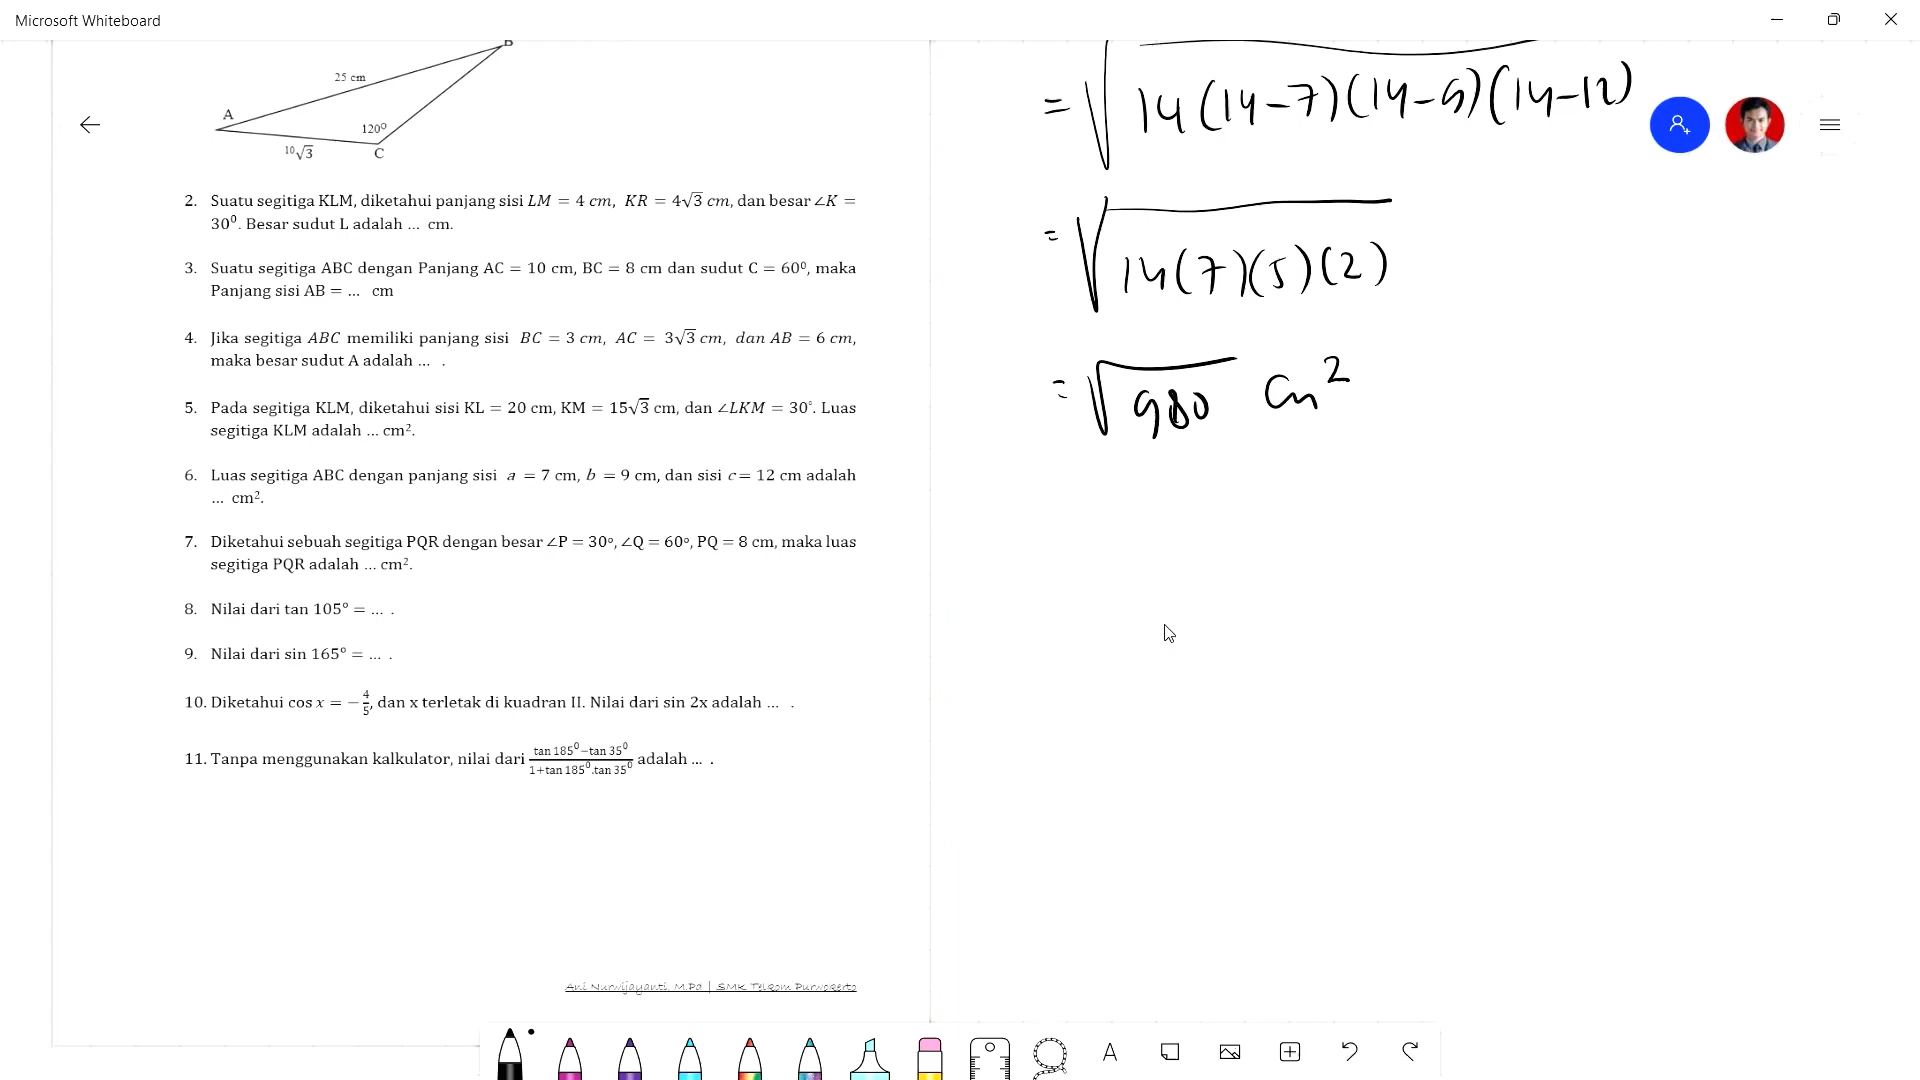 Microsoft Whiteboard
B
25 cm
A
120⁰
10√3
C
2. Suatu segitiga KLM, diketahui panjang sisi LM = 4 cm, KR = 4√3 cm, dan besar ∠K =
30⁰. Besar sudut L adalah ... cm.
3. Suatu segitiga ABC dengan Panjang AC = 10 cm, BC = 8 cm dan sudut C = 60⁰, maka
Panjang sisi AB = ... cm
4. Jika segitiga ABC memiliki panjang sisi BC = 3 cm, AC = 3√3 cm, dan AB = 6 cm,
maka besar sudut A adalah ... .
5. Pada segitiga KLM, diketahui sisi KL = 20 cm, KM = 15√3 cm, dan ∠LKM = 30°. Luas
segitiga KLM adalah ... cm².
6. Luas segitiga ABC dengan panjang sisi a = 7 cm, b = 9 cm, dan sisi c = 12 cm adalah
... cm².
7. Diketahui sebuah segitiga PQR dengan besar ∠P = 30°, ∠Q = 60°, PQ = 8 cm, maka luas
segitiga PQR adalah ... cm².
8. Nilai dari tan 105° = ... .
9. Nilai dari sin 165° = ... .
10. Diketahui cos x = −4/5, dan x terletak di kuadran II. Nilai dari sin 2x adalah ... .
11. Tanpa menggunakan kalkulator, nilai dari (tan 185⁰−tan 35⁰)/(1+tan 185⁰.tan 35⁰) adalah ... .
Ani Nurwijayanti, M.Pd | SMK Telkom Purwokerto
= √14(14-7)(14-9)(14-12)
= √14(7)(5)(2)
= √980 cm²